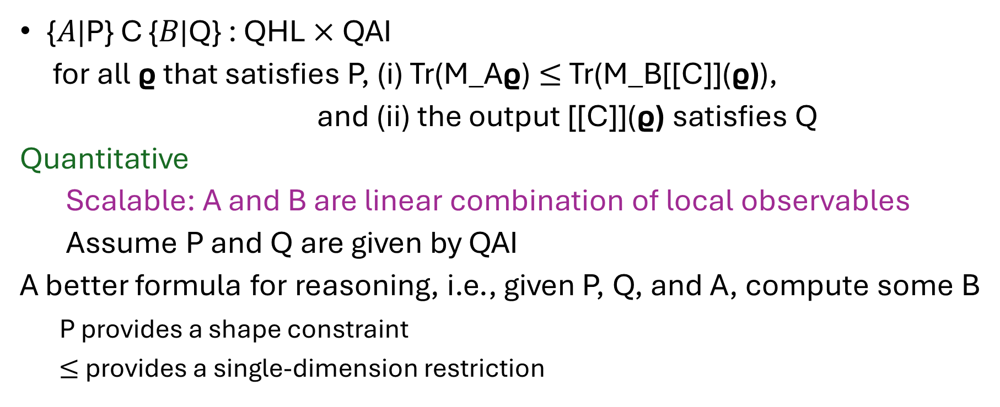 • {A|P} C {B|Q} : QHL × QAI
for all ϱ that satisfies P, (i) Tr(M_Aϱ) ≤ Tr(M_B[[C]](ϱ)),
and (ii) the output [[C]](ϱ) satisfies Q
Quantitative
Scalable: A and B are linear combination of local observables
Assume P and Q are given by QAI
A better formula for reasoning, i.e., given P, Q, and A, compute some B
P provides a shape constraint
≤ provides a single-dimension restriction